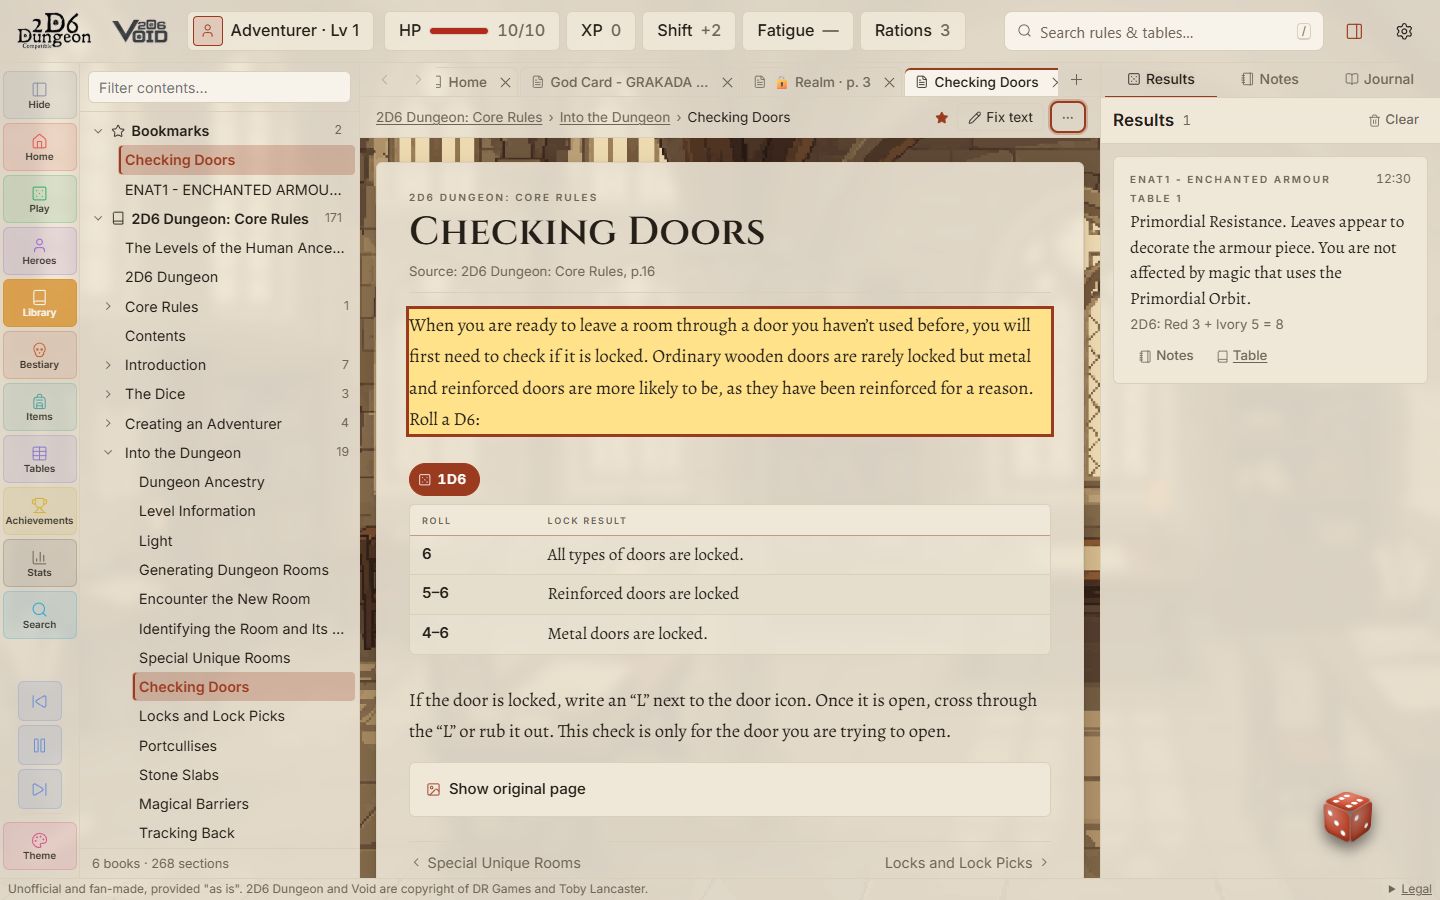 2D6 Dungeon Compatible
2D6 VOID
Adventurer · Lv 1
HP 10/10
XP 0
Shift +2
Fatigue —
Rations 3
Search rules & tables... /
Hide
Home
Play
Heroes
Library
Bestiary
Items
Tables
Achievements
Stats
Search
Theme
Filter contents...
Bookmarks 2
Checking Doors
ENAT1 - ENCHANTED ARMOU...
2D6 Dungeon: Core Rules 171
The Levels of the Human Ance...
2D6 Dungeon
Core Rules 1
Contents
Introduction 7
The Dice 3
Creating an Adventurer 4
Into the Dungeon 19
Dungeon Ancestry
Level Information
Light
Generating Dungeon Rooms
Encounter the New Room
Identifying the Room and Its ...
Special Unique Rooms
Checking Doors
Locks and Lock Picks
Portcullises
Stone Slabs
Magical Barriers
Tracking Back
6 books · 268 sections
Home
God Card - GRAKADA ...
Realm · p. 3
Checking Doors
2D6 Dungeon: Core Rules › Into the Dungeon › Checking Doors
Fix text
2D6 DUNGEON: CORE RULES
Checking Doors
Source: 2D6 Dungeon: Core Rules, p.16
When you are ready to leave a room through a door you haven’t used before, you will
first need to check if it is locked. Ordinary wooden doors are rarely locked but metal
and reinforced doors are more likely to be, as they have been reinforced for a reason.
Roll a D6:
1D6
ROLL LOCK RESULT
6 All types of doors are locked.
5–6 Reinforced doors are locked
4–6 Metal doors are locked.
If the door is locked, write an “L” next to the door icon. Once it is open, cross through
the “L” or rub it out. This check is only for the door you are trying to open.
Show original page
Special Unique Rooms
Locks and Lock Picks
Results
Notes
Journal
Results 1
Clear
ENAT1 - ENCHANTED ARMOUR 12:30
TABLE 1
Primordial Resistance. Leaves appear to
decorate the armour piece. You are not
affected by magic that uses the
Primordial Orbit.
2D6: Red 3 + Ivory 5 = 8
Notes
Table
Unofficial and fan-made, provided "as is". 2D6 Dungeon and Void are copyright of DR Games and Toby Lancaster.
Legal